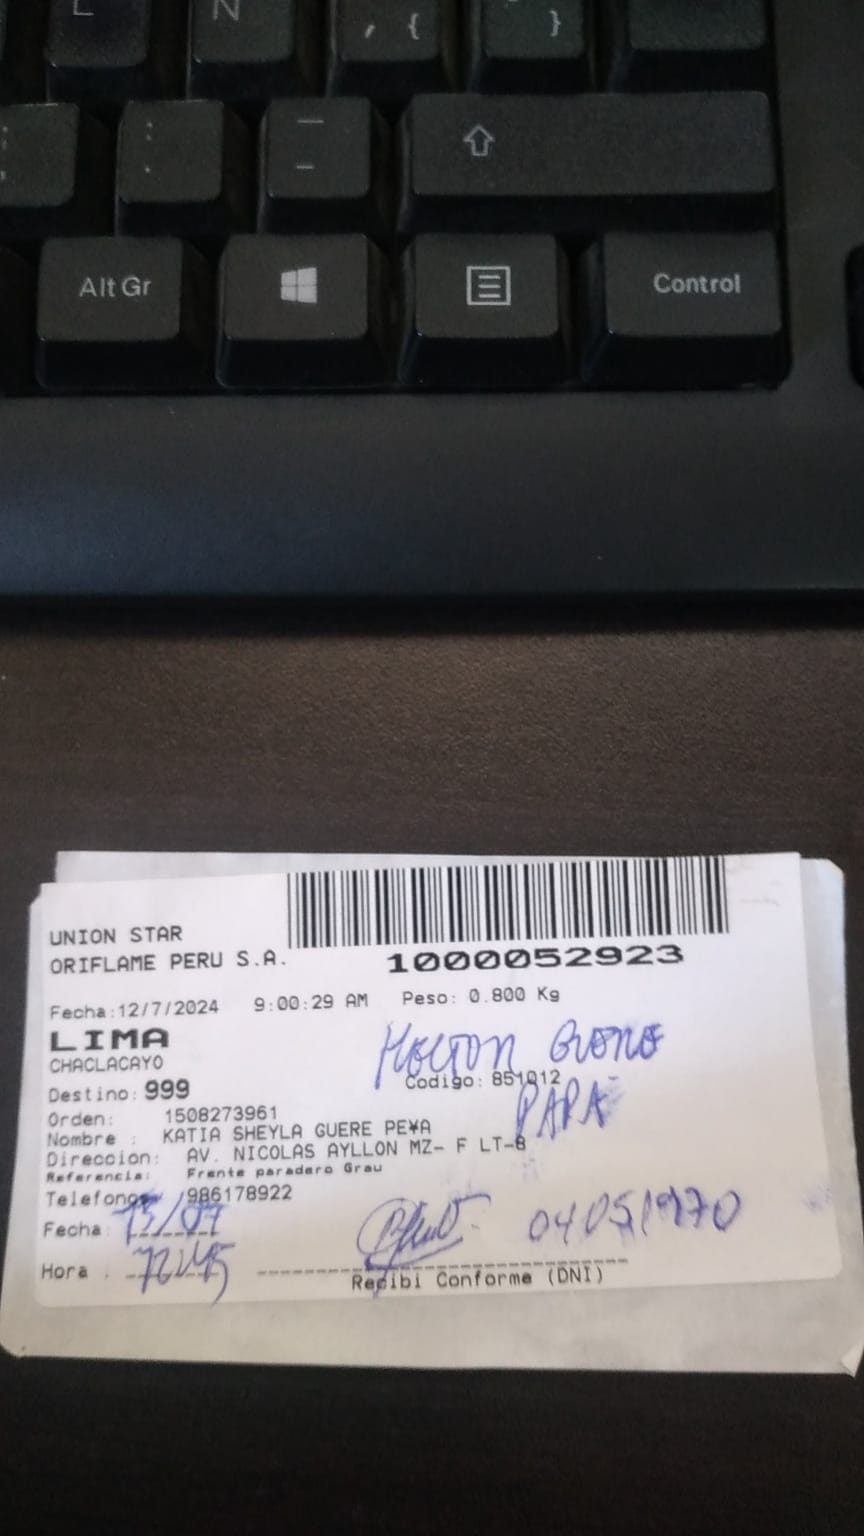 L N , { }
; : — ⇧
, . –
Alt Gr Control
UNION STAR
ORIFLAME PERU S.A.
1000052923
Fecha:12/7/2024 9:00:29 AM Peso: 0.800 Kg
LIMA
CHACLACAYO
Destino: 999
Codigo: 851012
PAPA
Orden: 1508273961
Nombre : KATIA SHEYLA GUERE PE¥A
Direccion: AV. NICOLAS AYLLON MZ- F LT-8
Referencia: Frente paradero Grau
Telefono: 986178922
Fecha:
Hora :
Recibi Conforme (DNI)